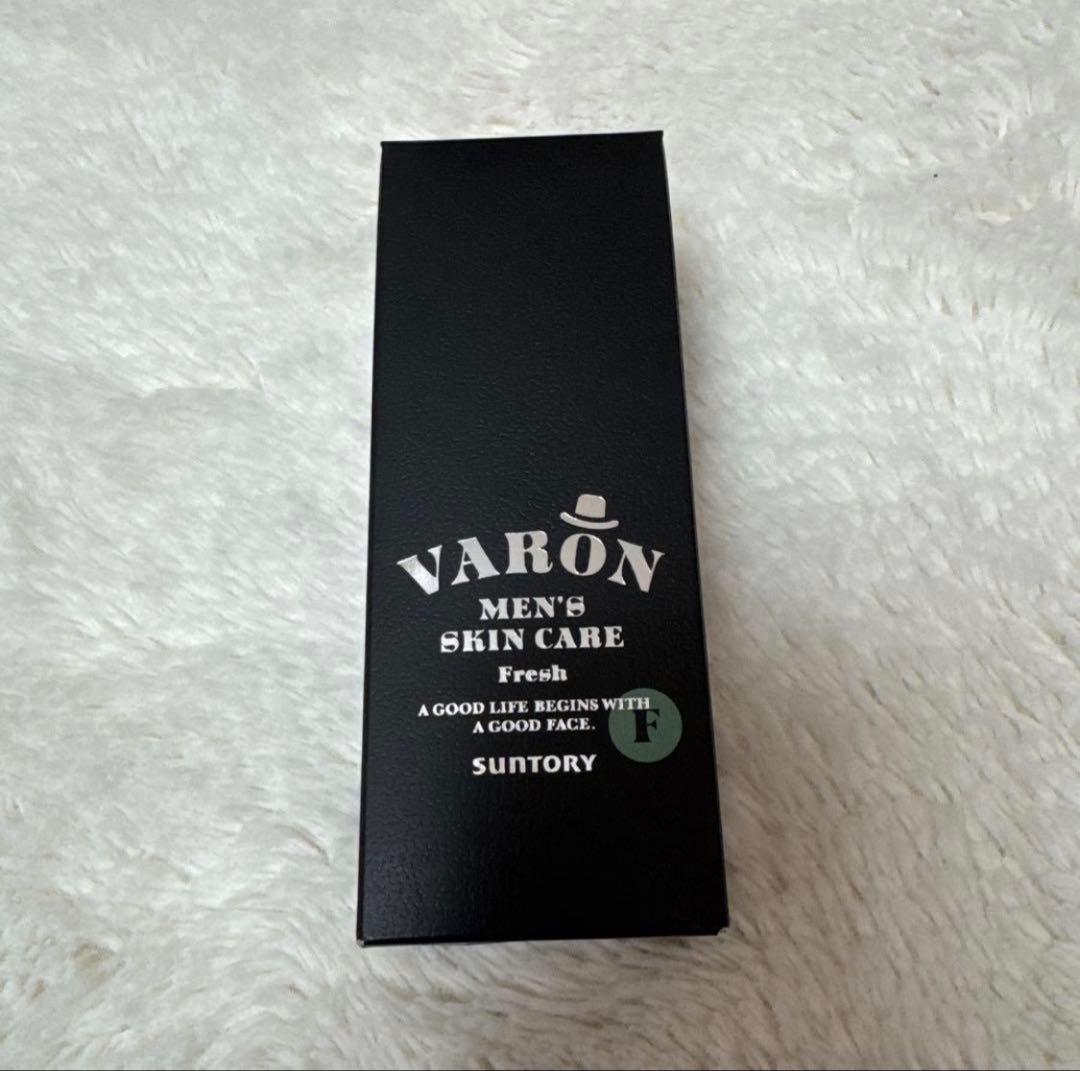 VARON
MEN'S
SKIN CARE
Fresh
A GOOD LIFE BEGINS WITH
A GOOD FACE.
F
SUNTORY